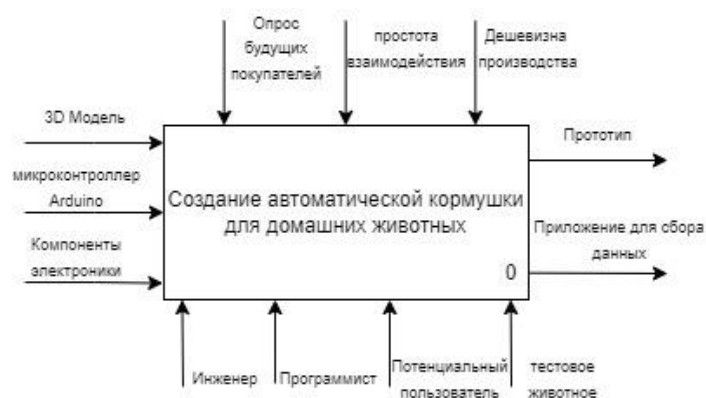 Опрос
будущих
покупателей
простота
взаимодействия
Дешевизна
производства
3D Модель
микроконтроллер
Arduino
Компоненты
электроники
Создание автоматической кормушки
для домашних животных
0
Прототип
Приложение для сбора
данных
Инженер
Программист
Потенциальный
пользователь
тестовое
животное